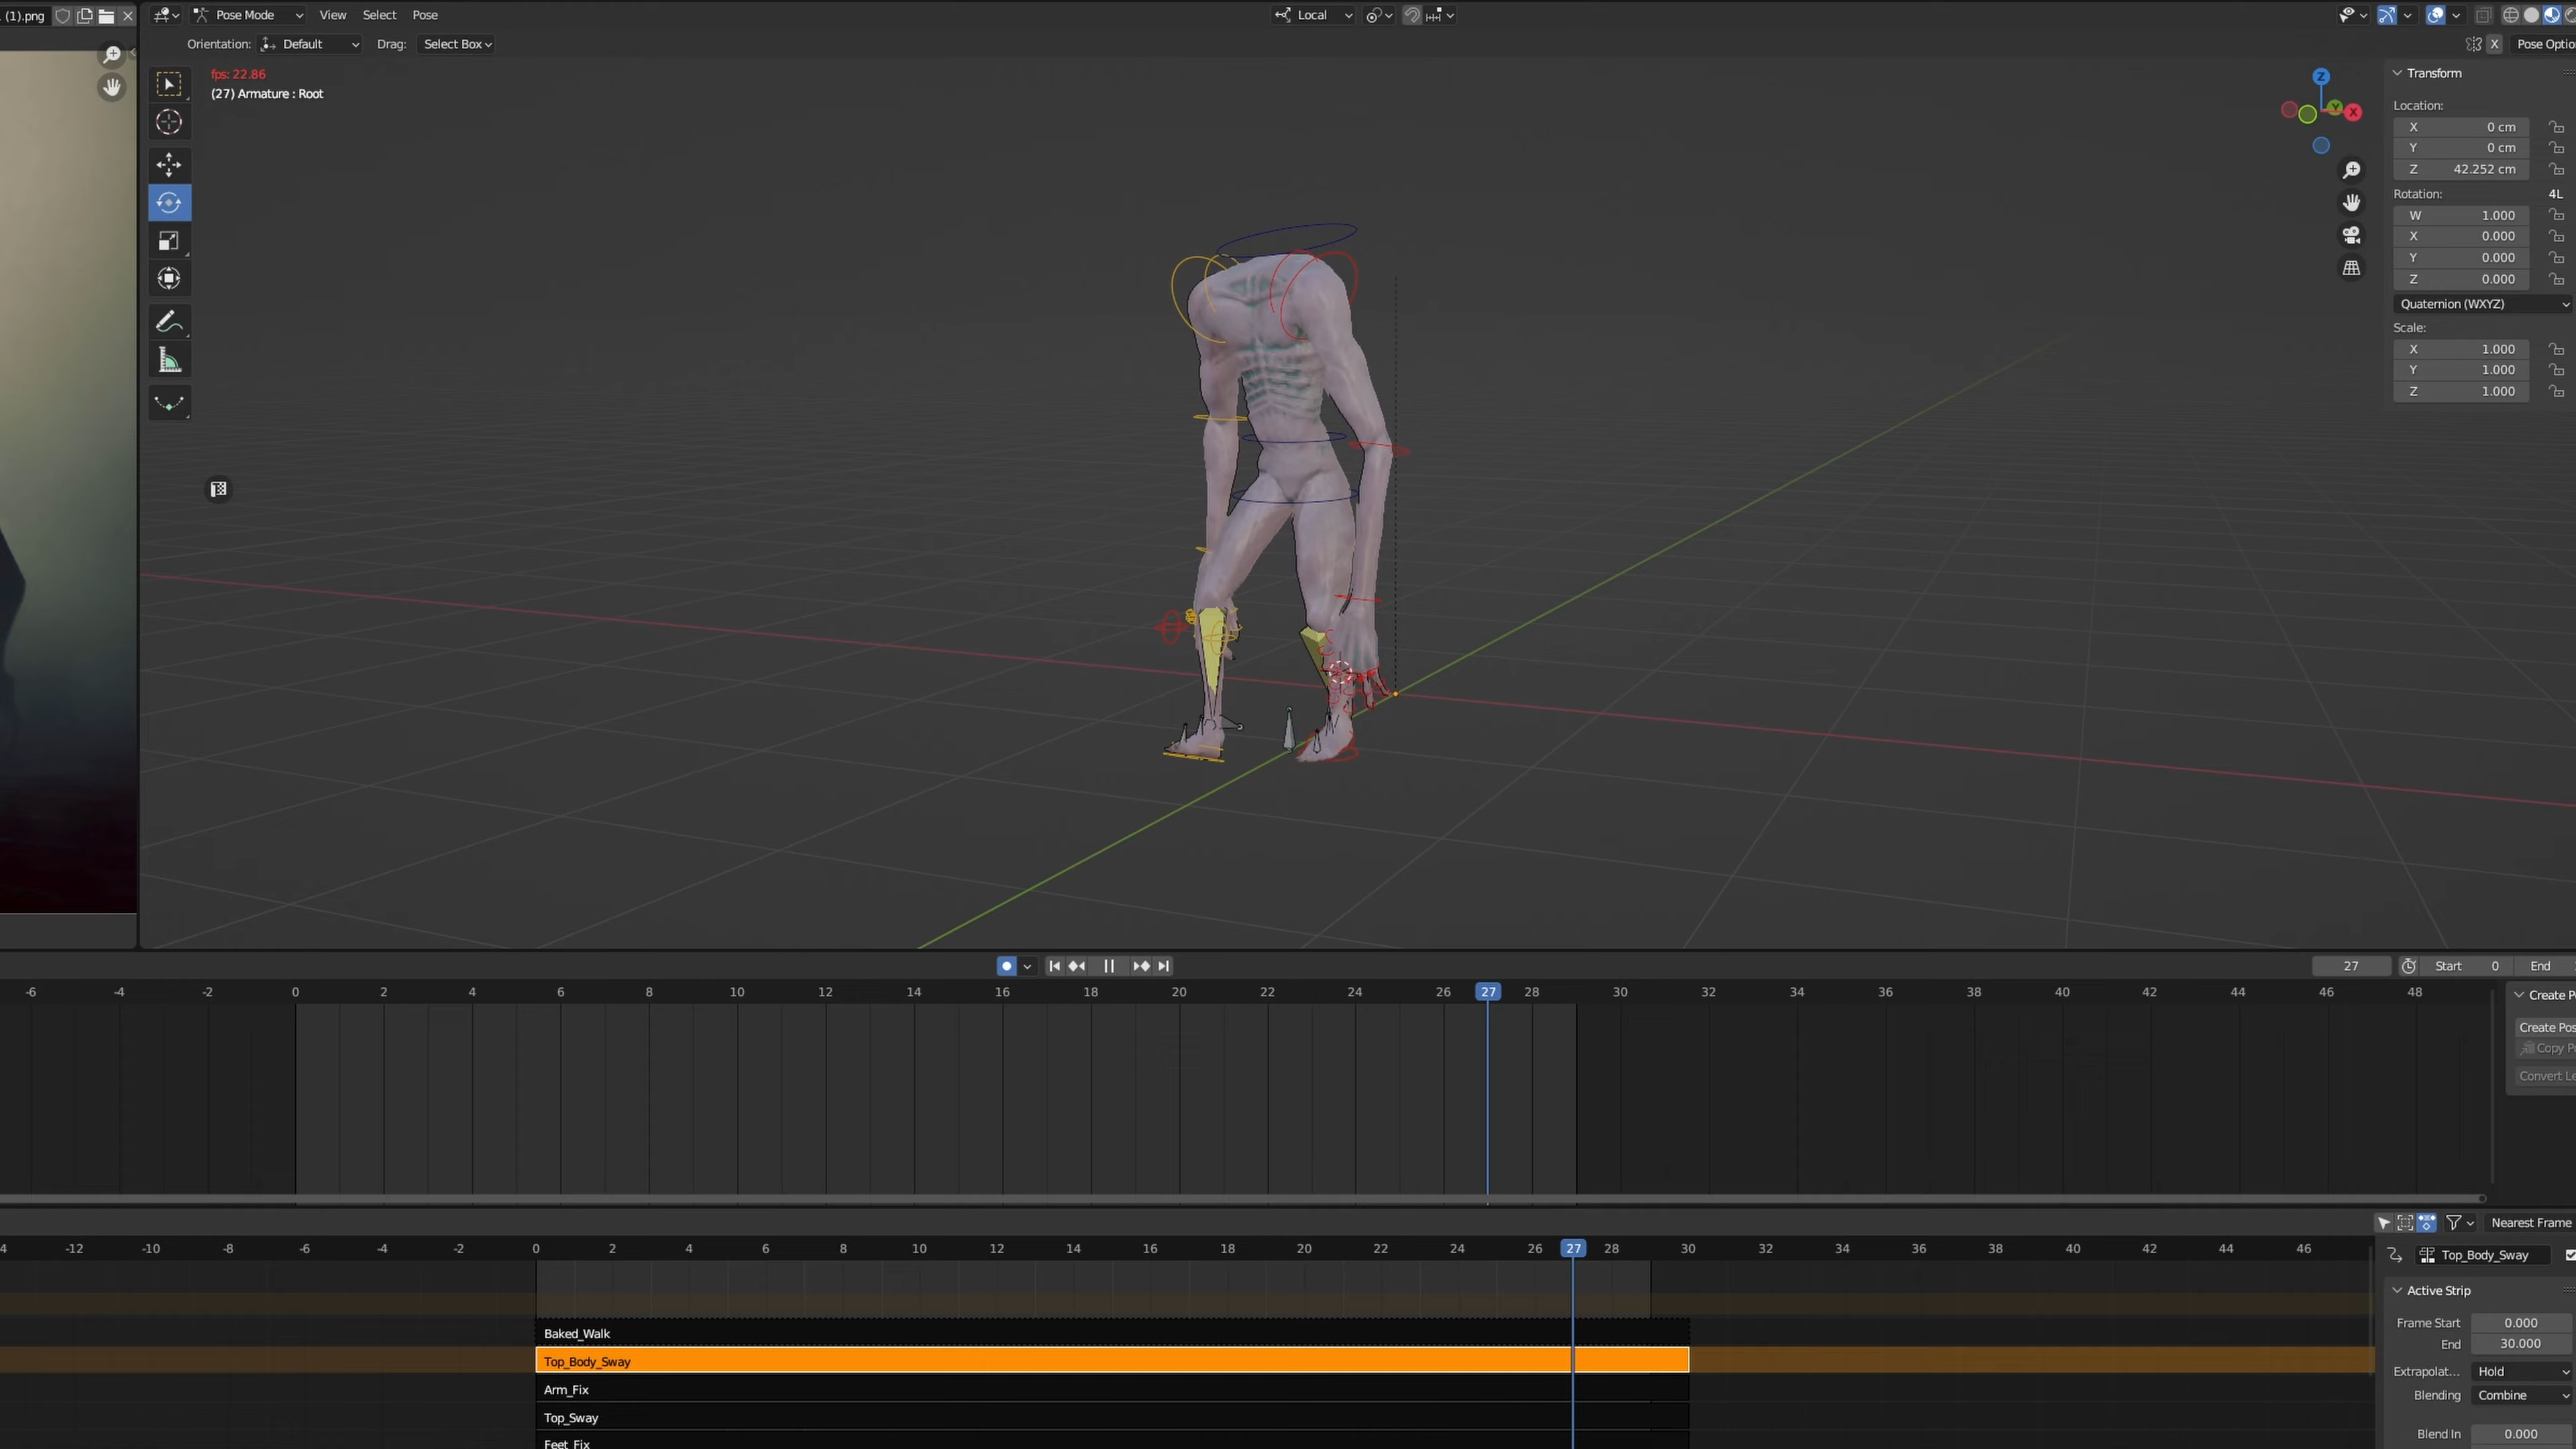 (1).png
Pose Mode View Select Pose Local
Orientation: Default Drag: Select Box X Pose Optio
fps: 22.86
(27) Armature : Root
Z
Y
X
Transform
Location:
X 0 cm
Y 0 cm
Z 42.252 cm
Rotation: 4L
W 1.000
X 0.000
Y 0.000
Z 0.000
Quaternion (WXYZ)
Scale:
X 1.000
Y 1.000
Z 1.000
27 Start 0 End
-6 -4 -2 0 2 4 6 8 10 12 14 16 18 20 22 24 26 27 28 30 32 34 36 38 40 42 44 46 48
Create P
Create Pos
Copy P
Convert Le
Nearest Frame
4 -12 -10 -8 -6 -4 -2 0 2 4 6 8 10 12 14 16 18 20 22 24 26 27 28 30 32 34 36 38 40 42 44 46
Top_Body_Sway
Active Strip
Frame Start 0.000
End 30.000
Extrapolat... Hold
Blending Combine
Blend In 0.000
Baked_Walk
Top_Body_Sway
Arm_Fix
Top_Sway
Feet_Fix